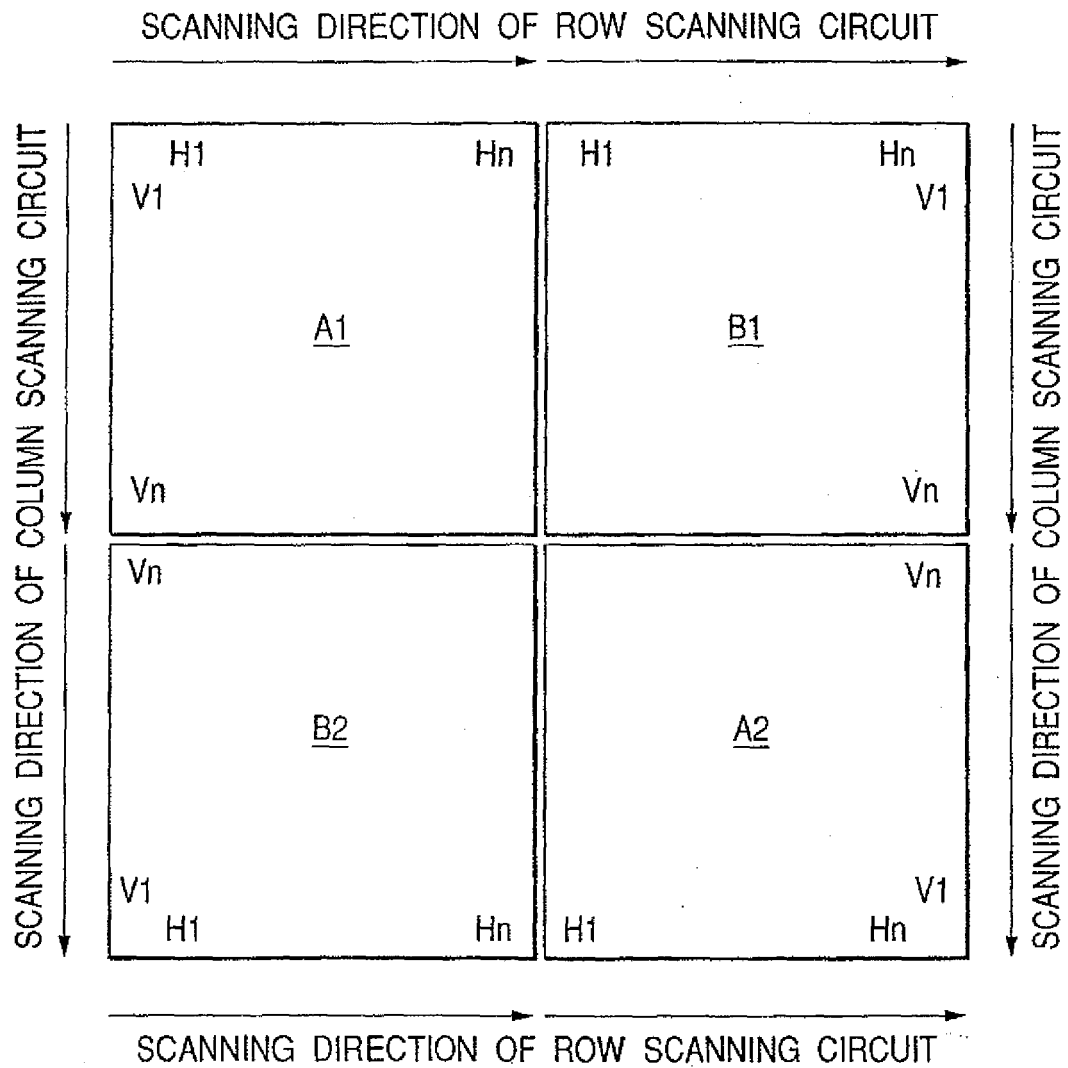 SCANNING DIRECTION OF ROW SCANNING CIRCUIT
SCANNING DIRECTION OF COLUMN SCANNING CIRCUIT
H1 Hn H1 Hn
V1 V1
A1 B1
Vn Vn
Vn Vn
B2 A2
V1 V1
H1 Hn H1 Hn
SCANNING DIRECTION OF COLUMN SCANNING CIRCUIT
SCANNING DIRECTION OF ROW SCANNING CIRCUIT